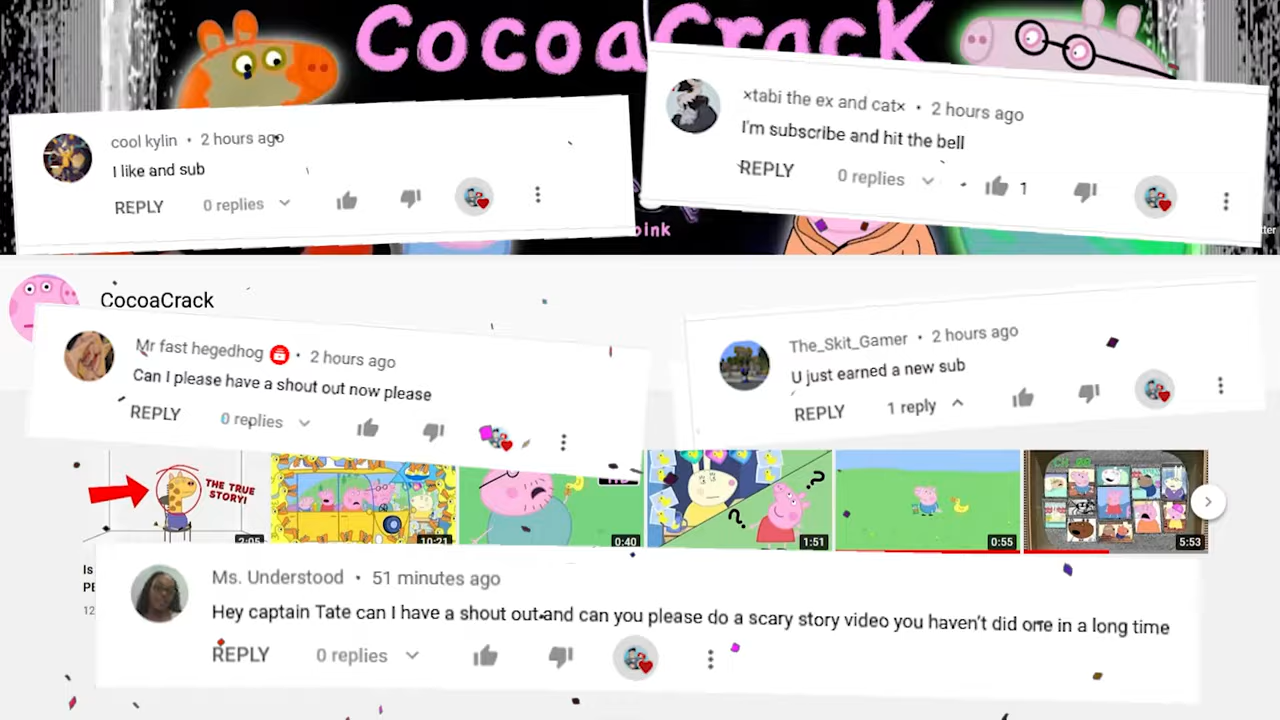 CocoaCrack
cool kylin • 2 hours ago
I like and sub
REPLY 0 replies
×tabi the ex and cat× • 2 hours ago
I'm subscribe and hit the bell
REPLY 0 replies 1
oink
tter
CocoaCrack
Mr fast hegedhog • 2 hours ago
Can I please have a shout out now please
REPLY 0 replies
The_Skit_Gamer • 2 hours ago
U just earned a new sub
REPLY 1 reply
THE TRUE
STORY!
? ?
2:05 10:21 0:40 1:51 0:55 5:53
Is
PE
12
Ms. Understood • 51 minutes ago
Hey captain Tate can I have a shout out and can you please do a scary story video you haven't did one in a long time
REPLY 0 replies